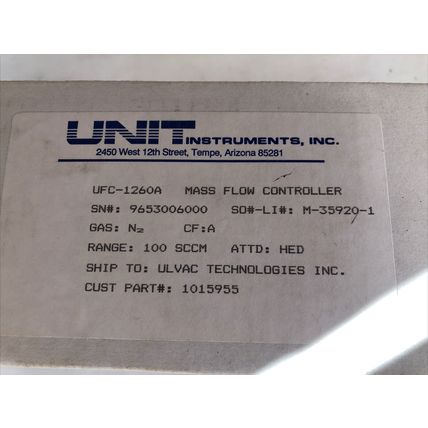 UNIT INSTRUMENTS, INC.
2450 West 12th Street, Tempe, Arizona 85281
UFC-1260A MASS FLOW CONTROLLER
SN#: 9653006000 SO#-LI#: M-35920-1
GAS: N₂ CF:A
RANGE: 100 SCCM ATTD: HED
SHIP TO: ULVAC TECHNOLOGIES INC.
CUST PART#: 1015955